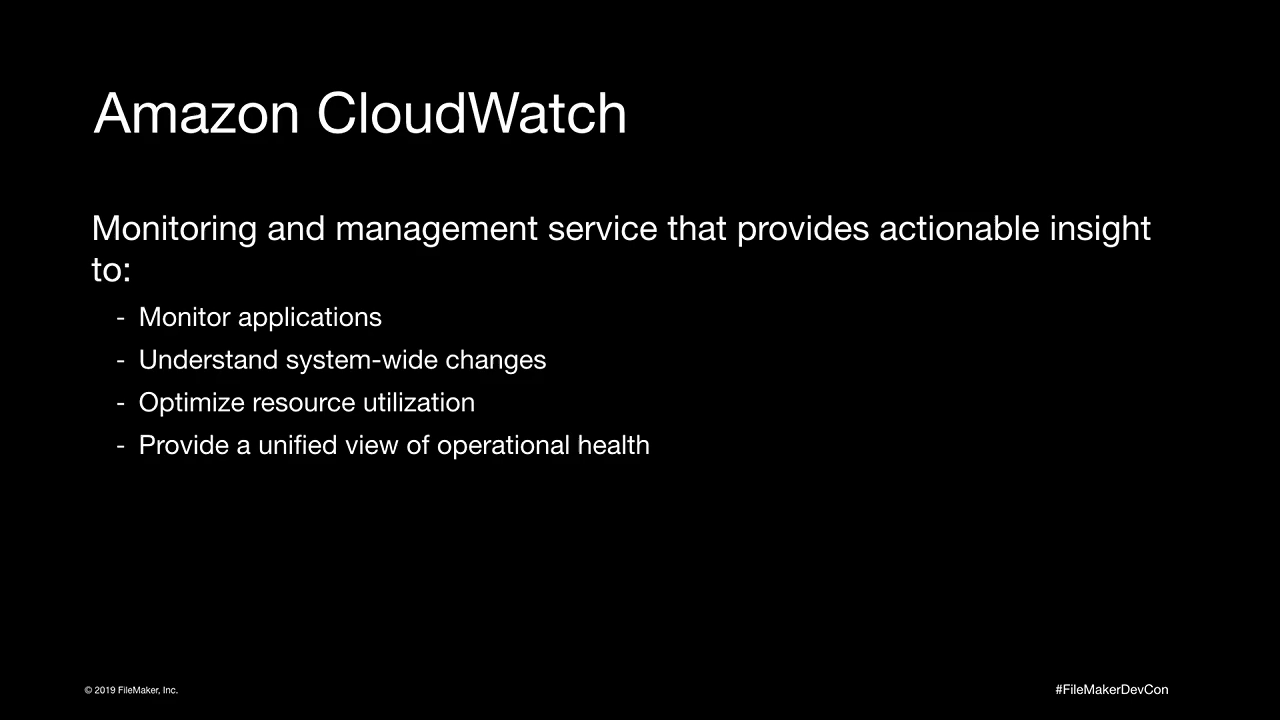 Amazon CloudWatch
Monitoring and management service that provides actionable insight
to:
- Monitor applications
- Understand system-wide changes
- Optimize resource utilization
- Provide a unified view of operational health
© 2019 FileMaker, Inc.
#FileMakerDevCon